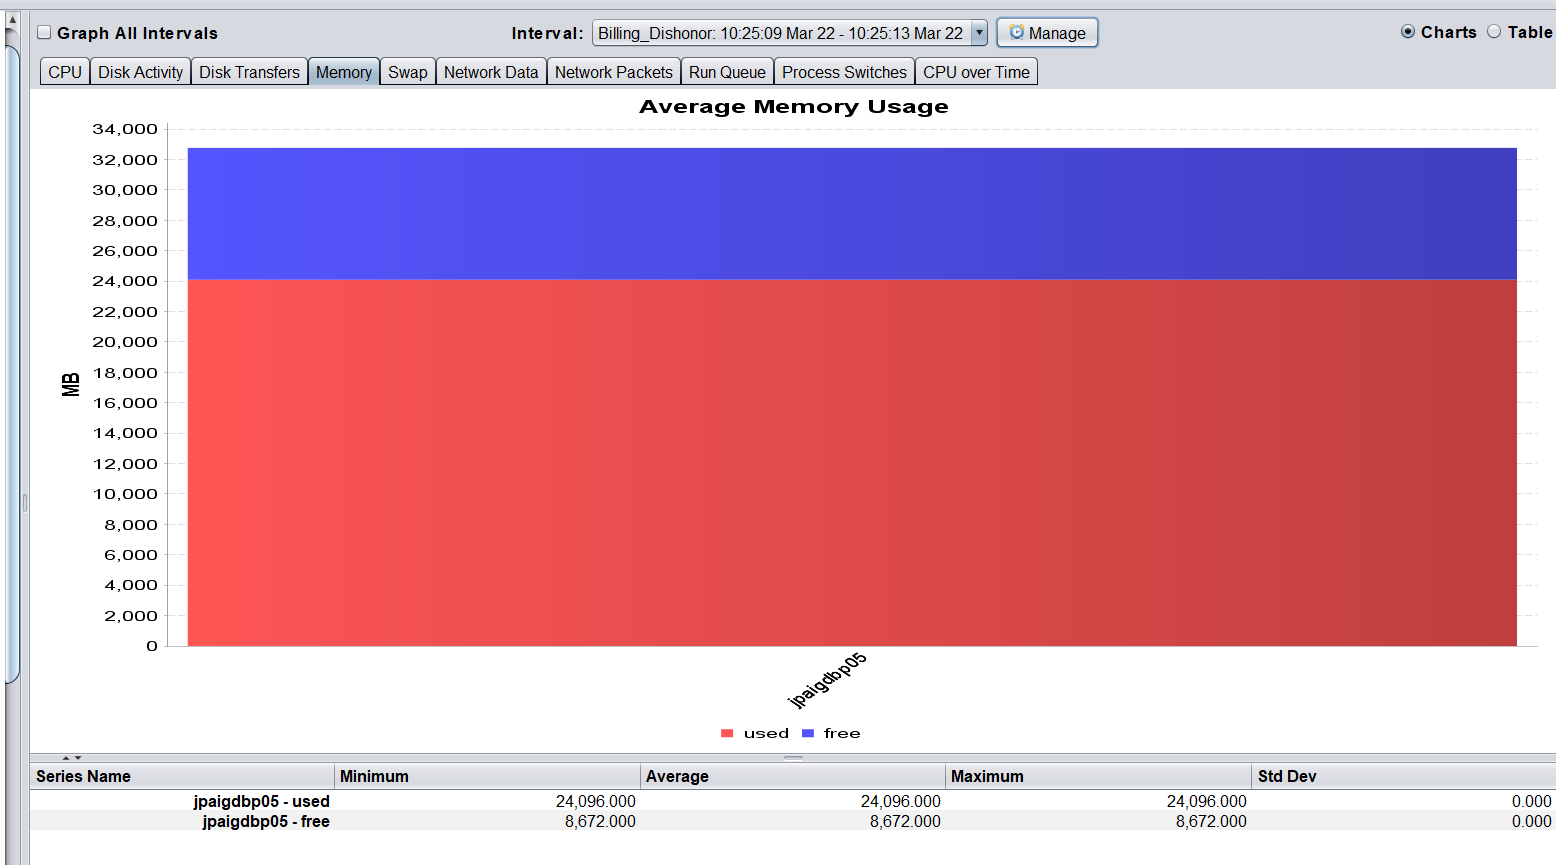 Graph All Intervals Interval: Billing_Dishonor: 10:25:09 Mar 22 - 10:25:13 Mar 22 Manage Charts Table
CPU Disk Activity Disk Transfers Memory Swap Network Data Network Packets Run Queue Process Switches CPU over Time
Average Memory Usage
34,000
32,000
30,000
28,000
26,000
24,000
22,000
20,000
18,000
MB
16,000
14,000
12,000
10,000
8,000
6,000
4,000
2,000
0
jpaigdbp05
used free
Series Name Minimum Average Maximum Std Dev
jpaigdbp05 - used 24,096.000 24,096.000 24,096.000 0.000
jpaigdbp05 - free 8,672.000 8,672.000 8,672.000 0.000